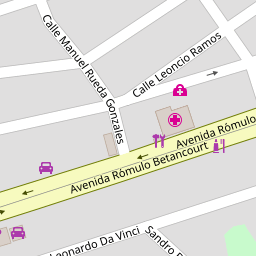 Calle Manuel Rueda Gonzales
Calle Leoncio Ramos
Avenida Rómulo
Avenida Rómulo Betancourt
Leonardo Da Vinci
Sandro